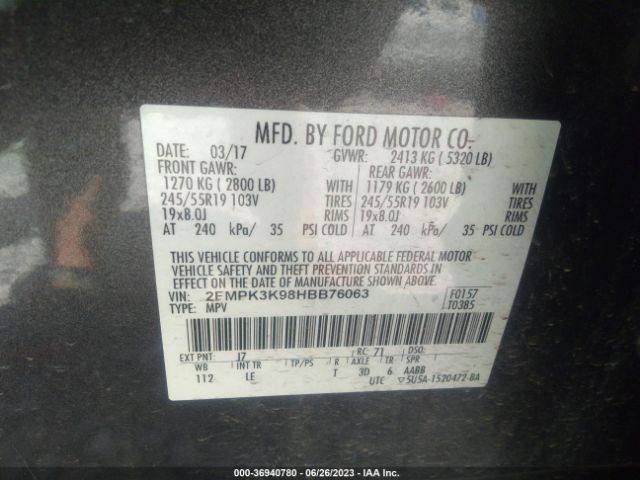 MFD. BY FORD MOTOR CO.
DATE: 03/17 GVWR: 2413 KG ( 5320 LB)
FRONT GAWR: REAR GAWR:
1270 KG ( 2800 LB) WITH 1179 KG ( 2600 LB) WITH
245/55R19 103V TIRES 245/55R19 103V TIRES
19x8.0J RIMS 19x8.0J RIMS
AT 240 kPa/ 35 PSI COLD AT 240 kPa/ 35 PSI COLD
THIS VEHICLE CONFORMS TO ALL APPLICABLE FEDERAL MOTOR
VEHICLE SAFETY AND THEFT PREVENTION STANDARDS IN
EFFECT ON THE DATE OF MANUFACTURE SHOWN ABOVE.
VIN: 2FMPK3K98HBB76063 F0157
TYPE: MPV T0385
EXT PNT: J7 RC: 71 DSO:
WB INT TR TP/PS R AXLE TR SPR
112 LE T 3D 6 AABB
UTC ▽5U5A-1520472-BA
000-36940780 - 06/26/2023 - IAA Inc.